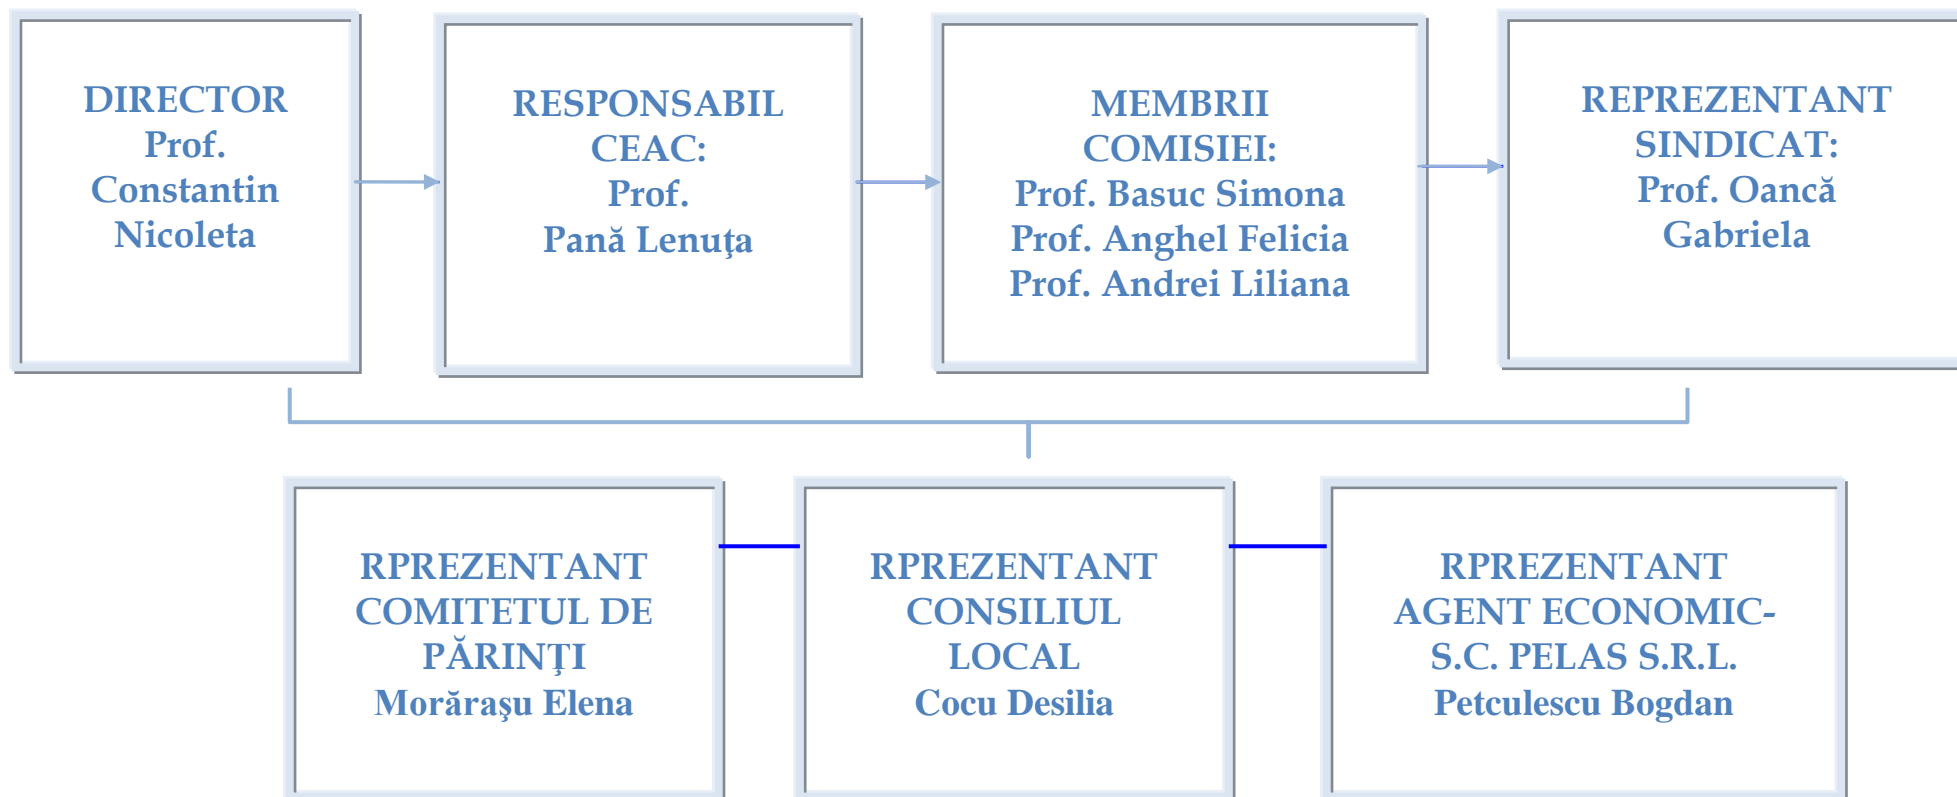 DIRECTOR
Prof.
Constantin
Nicoleta
RESPONSABIL
CEAC:
Prof.
Pană Lenuţa
MEMBRII
COMISIEI:
Prof. Basuc Simona
Prof. Anghel Felicia
Prof. Andrei Liliana
REPREZENTANT
SINDICAT:
Prof. Oancă
Gabriela
RPREZENTANT
COMITETUL DE
PĂRINŢI
Morăraşu Elena
RPREZENTANT
CONSILIUL
LOCAL
Cocu Desilia
RPREZENTANT
AGENT ECONOMIC-
S.C. PELAS S.R.L.
Petculescu Bogdan